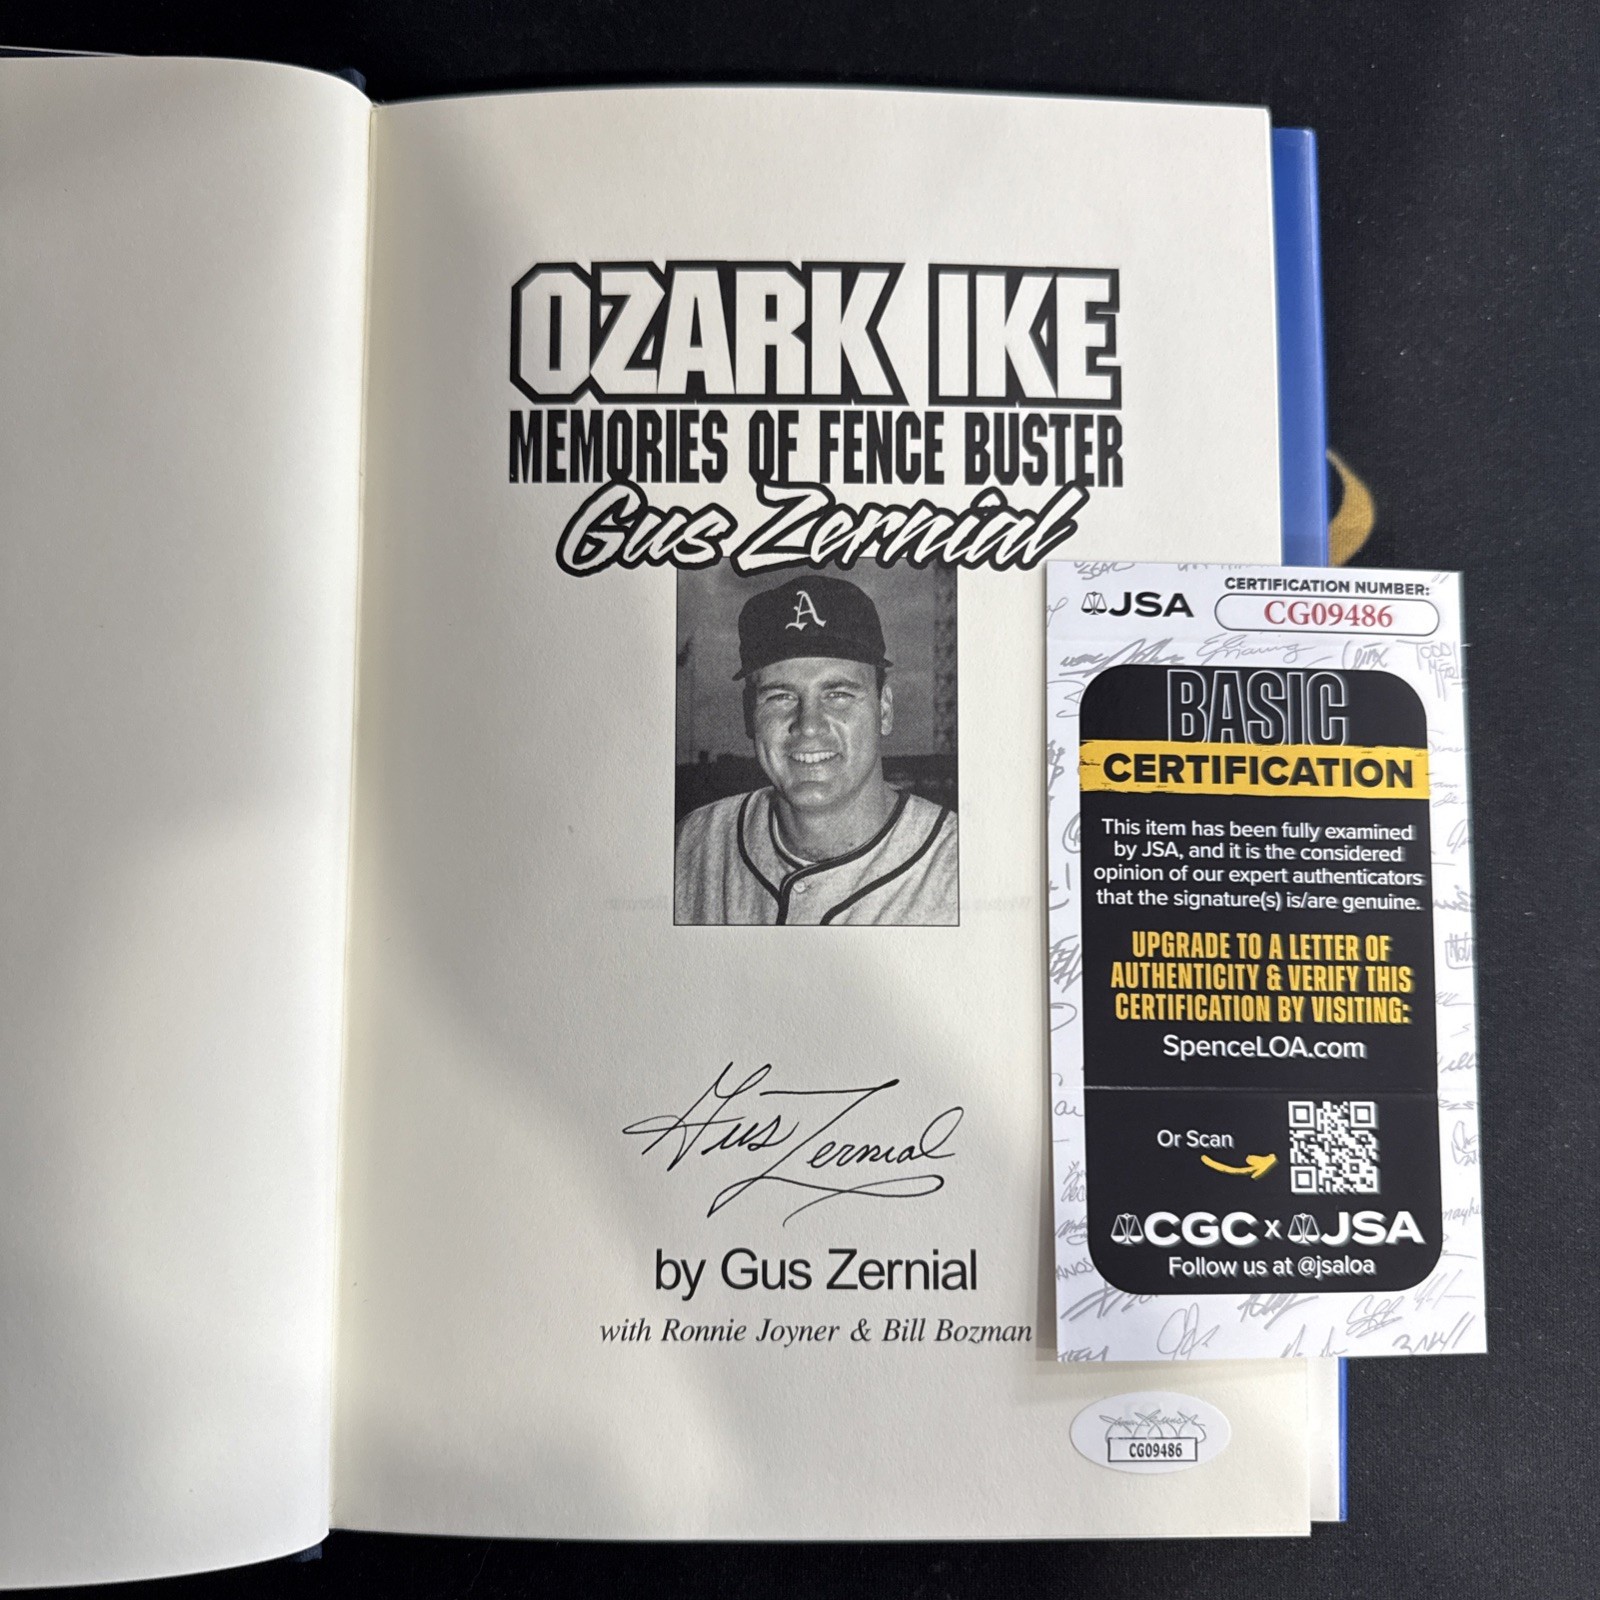 OZARK IKE
MEMORIES OF FENCE BUSTER
Gus Zernial
A
Gus Zernial
by Gus Zernial
with Ronnie Joyner & Bill Bozman
JSA
CERTIFICATION NUMBER:
CG09486
BASIC
CERTIFICATION
This item has been fully examined
by JSA, and it is the considered
opinion of our expert authenticators
that the signature(s) is/are genuine.
UPGRADE TO A LETTER OF
AUTHENTICITY & VERIFY THIS
CERTIFICATION BY VISITING:
SpenceLOA.com
Or Scan
CGC x JSA
Follow us at @jsaloa
CG09486